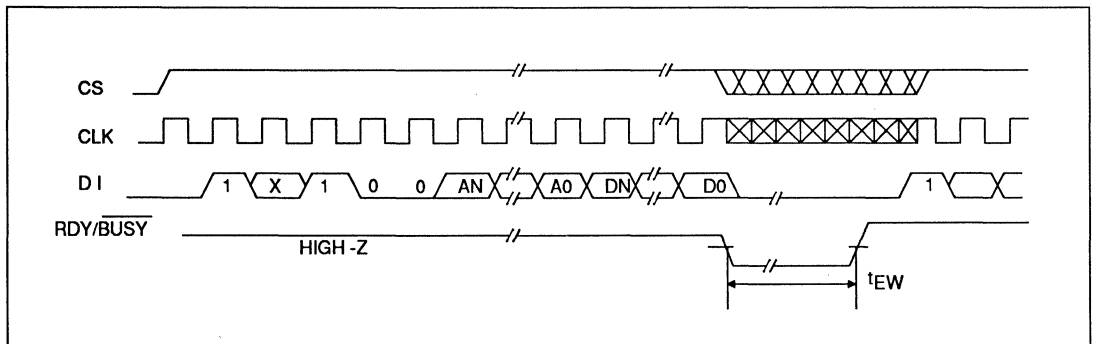 CS
CLK
D I 1 X 1 0 0 AN A0 DN D0 1
RDY/BUSY
HIGH -Z
tEW